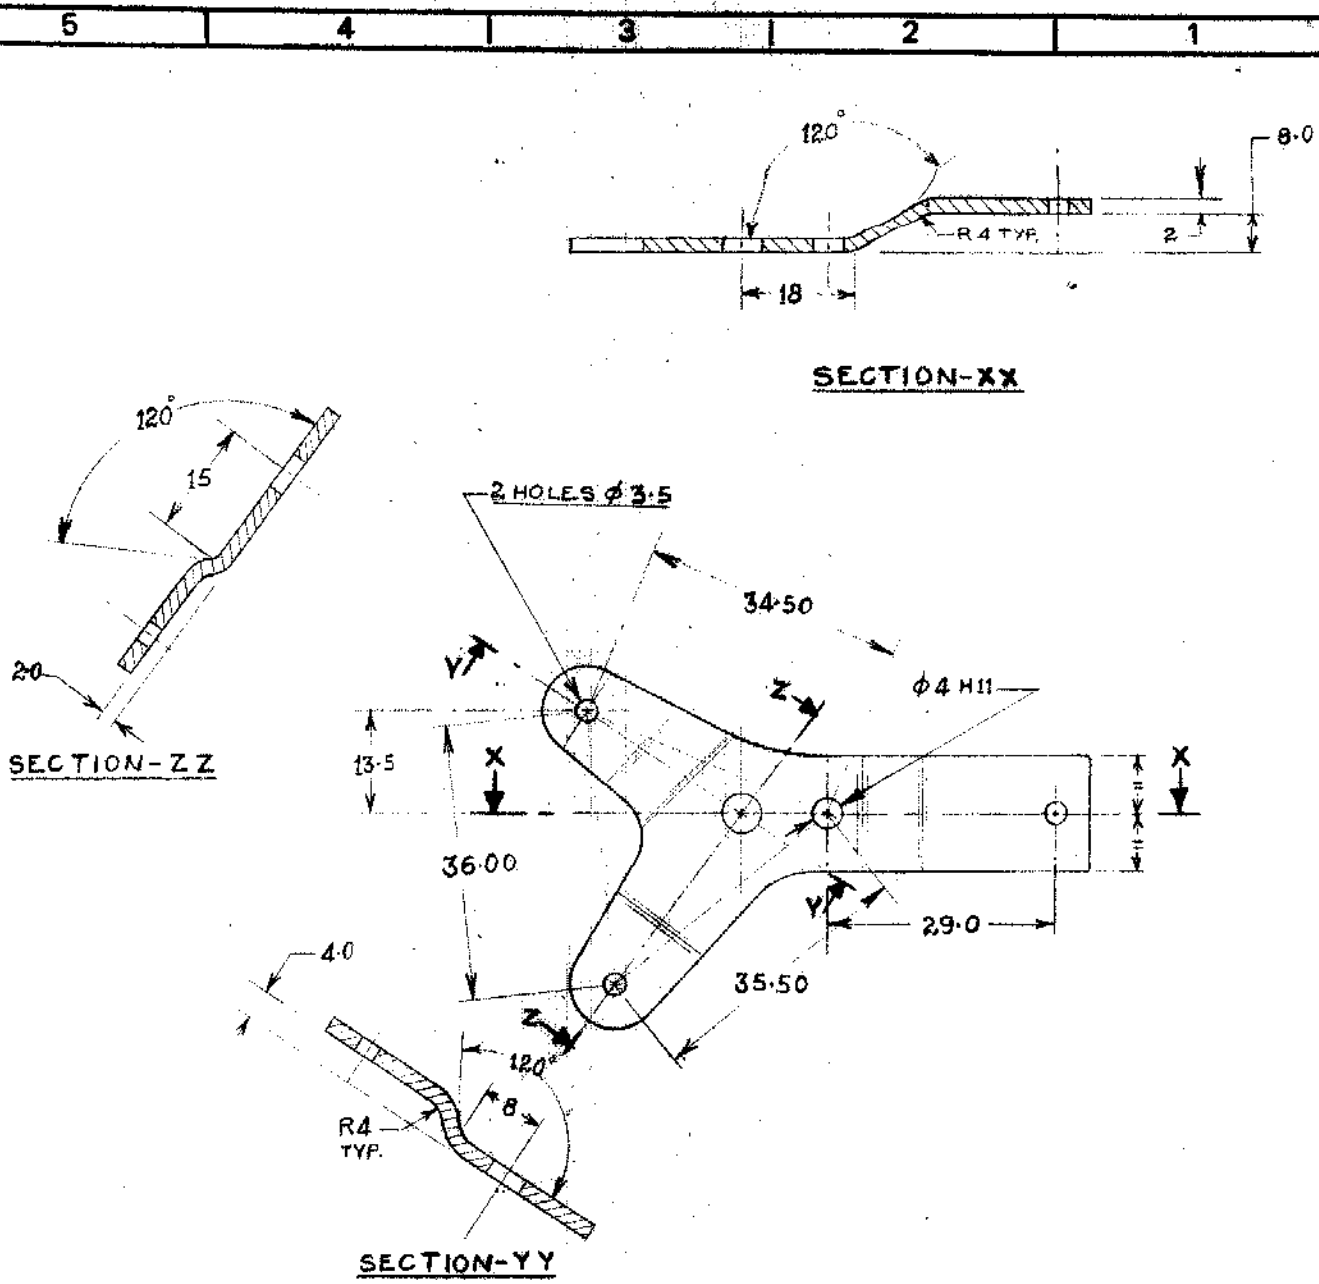 5 4 3 2 1
120°
8.0
R4 TYP.
2
18
SECTION-XX
120°
15
2 HOLES ϕ 3.5
34.50
Y
Z
ϕ4 H11
2.0
SECTION-ZZ
13.5
X
X
=
=
36.00
Y
29.0
35.50
4.0
Z
120°
8
R4
TYP.
SECTION-YY